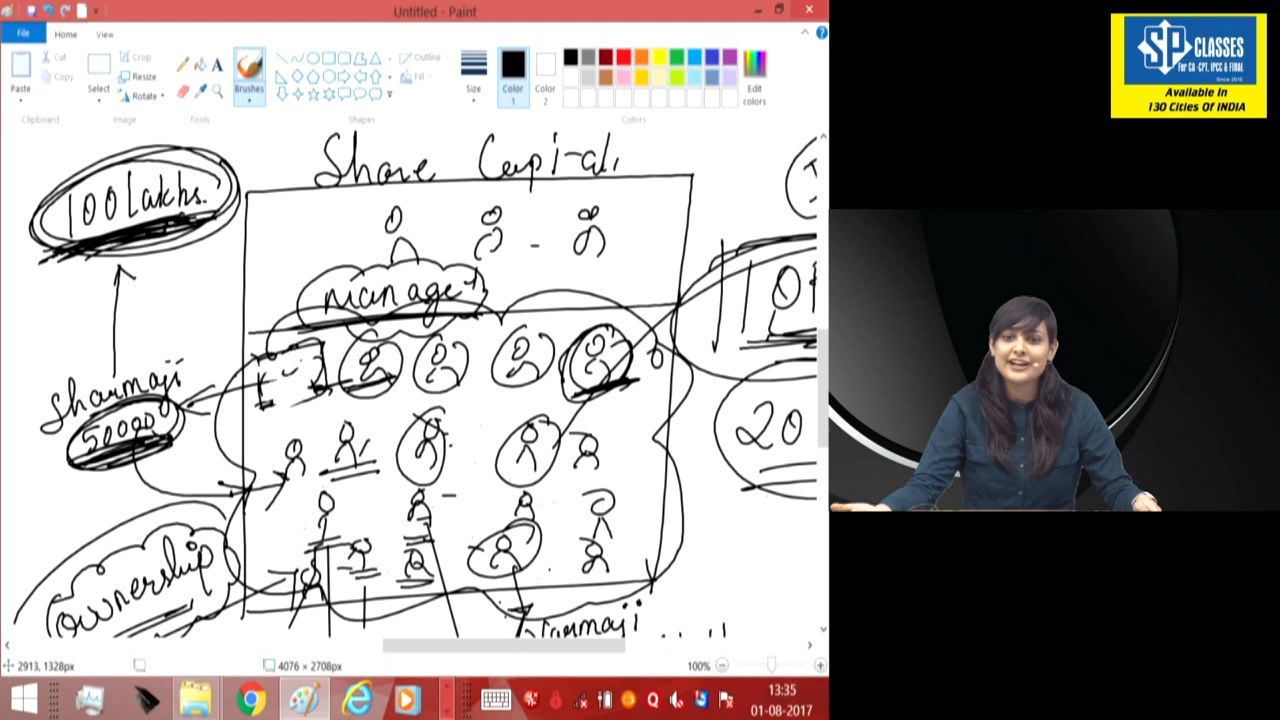 Untitled - Paint
File Home View
Paste
Cut
Copy
Clipboard
Select
Crop
Resize
Rotate
Image
A
Tools
Brushes
Outline
Fill
Shapes
Size
Color 1
Color 2
Edit colors
Colors
Share Capital
100 Lakhs.
manage
Sharmaji
50000
ownership
20
2913, 1328px
4076 × 2708px
100%
13:35
01-08-2017
SP CLASSES
For CA -CPT, IPCC & FINAL
Since 2010
Available In
130 Cities Of INDIA